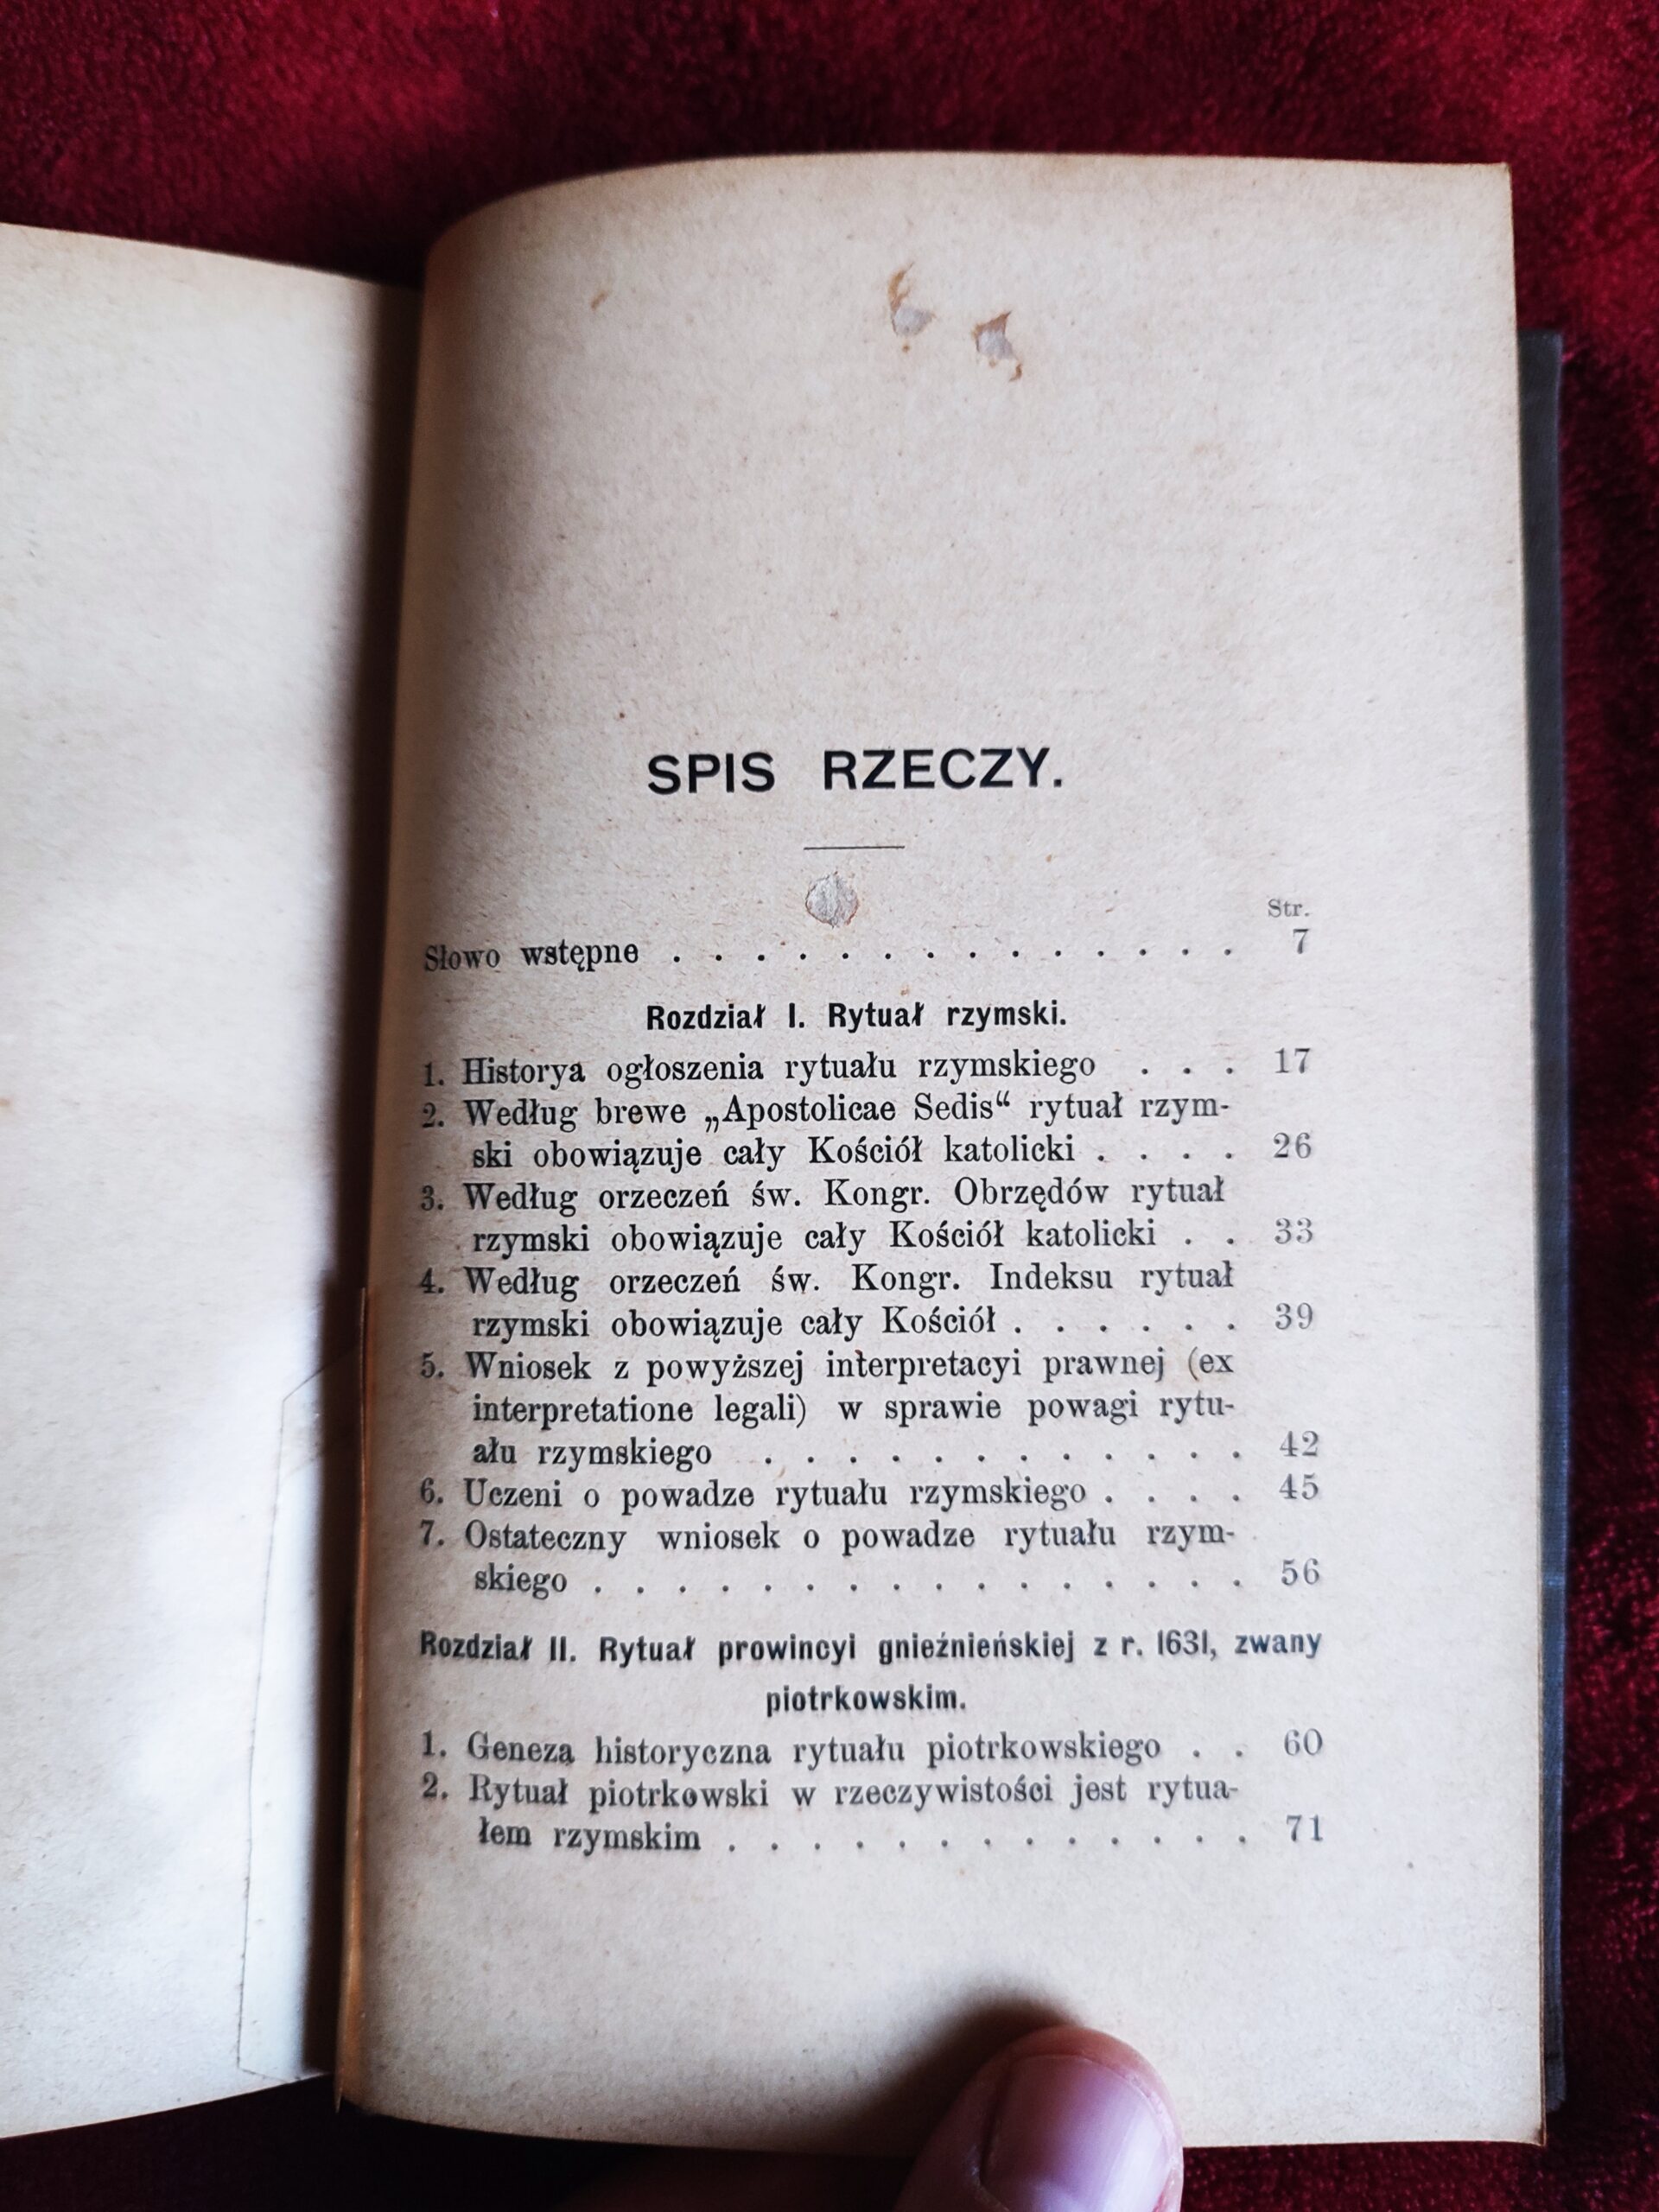 SPIS RZECZY.
Str.
Słowo wstępne . . . . . . . . . . . . . . 7
Rozdział I. Rytuał rzymski.
1. Historya ogłoszenia rytuału rzymskiego . . . 17
2. Według brewe „Apostolicae Sedis“ rytuał rzym-
ski obowiązuje cały Kościół katolicki . . . . 26
3. Według orzeczeń św. Kongr. Obrzędów rytuał
rzymski obowiązuje cały Kościół katolicki . . 33
4. Według orzeczeń św. Kongr. Indeksu rytuał
rzymski obowiązuje cały Kościół . . . . . . 39
5. Wniosek z powyższej interpretacyi prawnej (ex
interpretatione legali) w sprawie powagi rytu-
ału rzymskiego . . . . . . . . . . . . 42
6. Uczeni o powadze rytuału rzymskiego . . . . 45
7. Ostateczny wniosek o powadze rytuału rzym-
skiego . . . . . . . . . . . . . . . . 56
Rozdział II. Rytuał prowincyi gnieźnieńskiej z r. 1631, zwany
piotrkowskim.
1. Geneza historyczna rytuału piotrkowskiego . . 60
2. Rytuał piotrkowski w rzeczywistości jest rytua-
łem rzymskim . . . . . . . . . . . . . 71